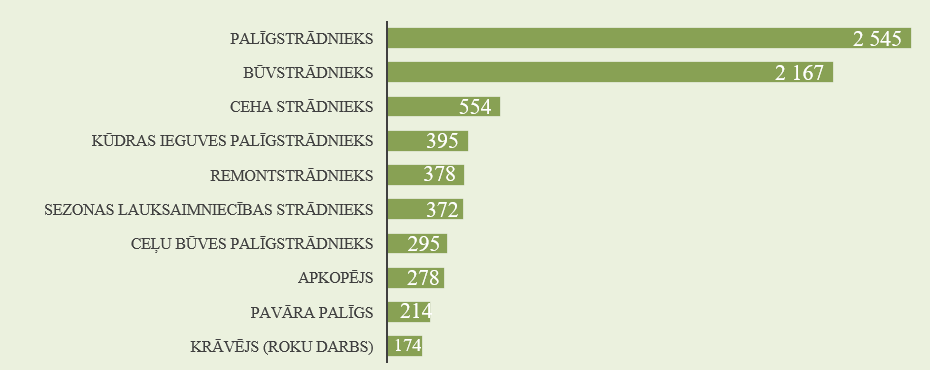 PALĪGSTRĀDNIEKS 2 545
BŪVSTRĀDNIEKS 2 167
CEHA STRĀDNIEKS 554
KŪDRAS IEGUVES PALĪGSTRĀDNIEKS 395
REMONTSTRĀDNIEKS 378
SEZONAS LAUKSAIMNIECĪBAS STRĀDNIEKS 372
CEĻU BŪVES PALĪGSTRĀDNIEKS 295
APKOPĒJS 278
PAVĀRA PALĪGS 214
KRĀVĒJS (ROKU DARBS) 174